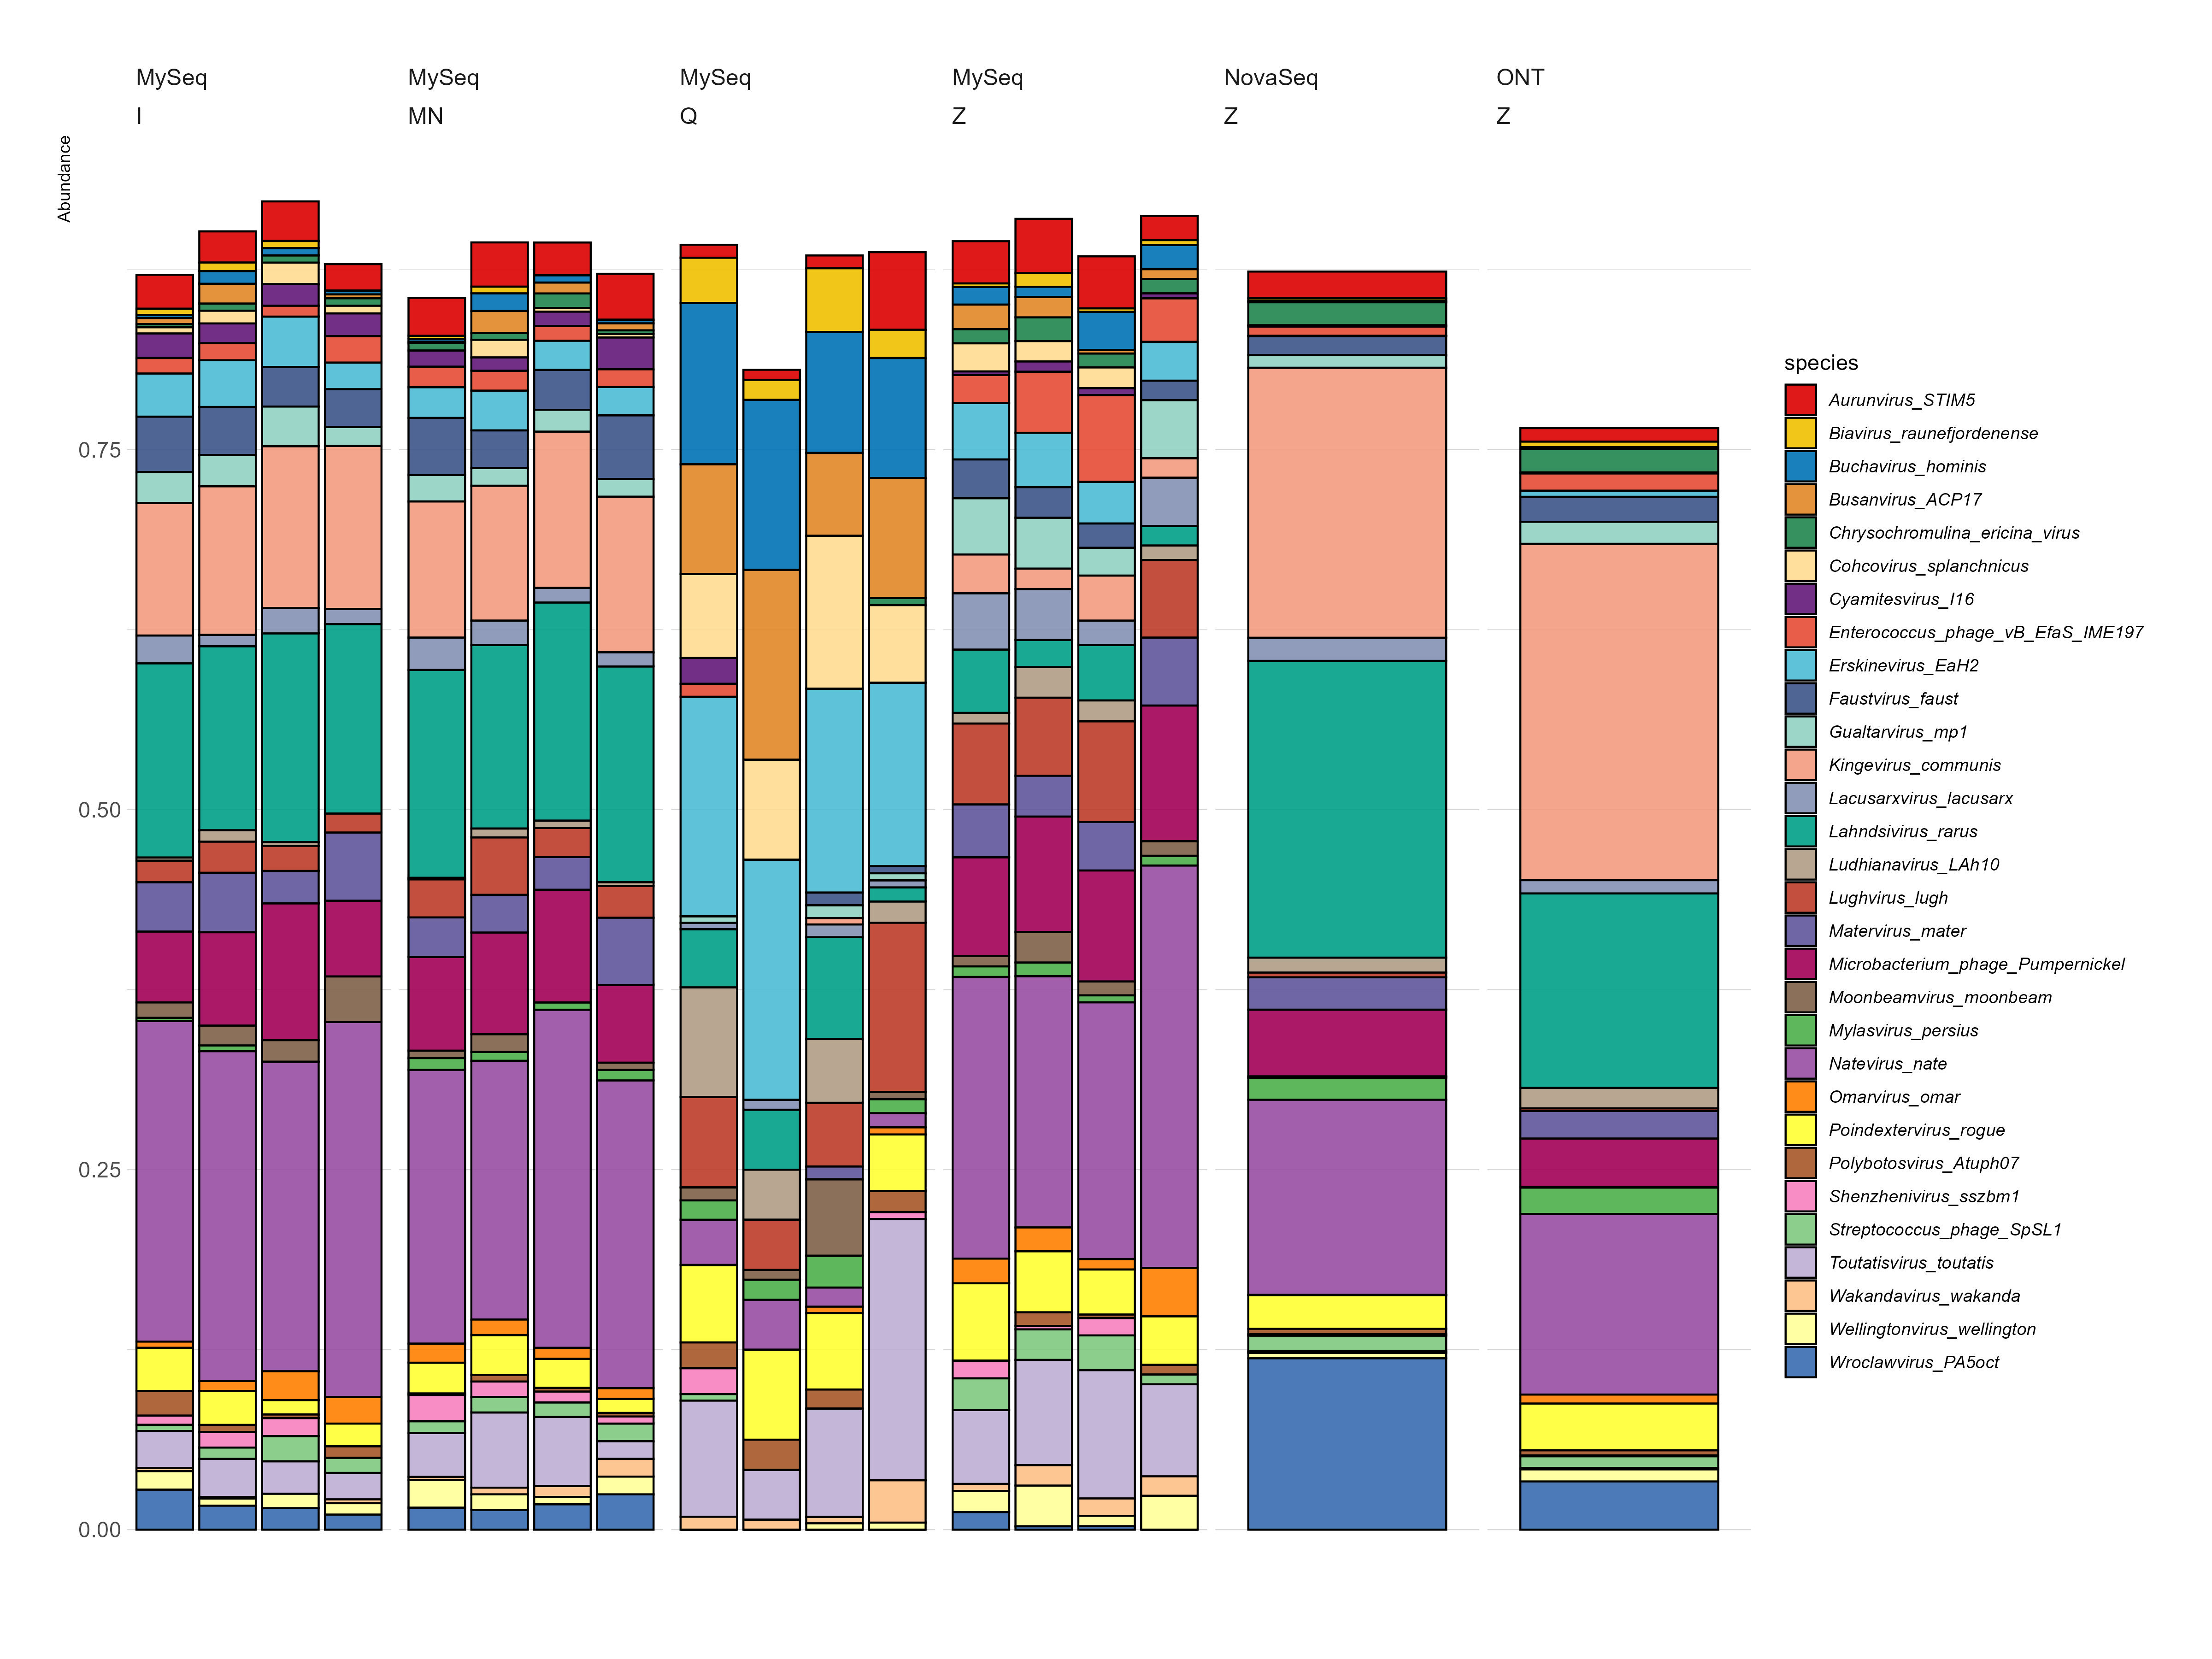 MySeq MySeq MySeq MySeq NovaSeq ONT
I MN Q Z Z Z
Abundance
0.75
0.50
0.25
0.00
species
Aurunvirus_STIM5
Biavirus_raunefjordenense
Buchavirus_hominis
Busanvirus_ACP17
Chrysochromulina_ericina_virus
Cohcovirus_splanchnicus
Cyamitesvirus_I16
Enterococcus_phage_vB_EfaS_IME197
Erskinevirus_EaH2
Faustvirus_faust
Gualtarvirus_mp1
Kingevirus_communis
Lacusarxvirus_lacusarx
Lahndsivirus_rarus
Ludhianavirus_LAh10
Lughvirus_lugh
Matervirus_mater
Microbacterium_phage_Pumpernickel
Moonbeamvirus_moonbeam
Mylasvirus_persius
Natevirus_nate
Omarvirus_omar
Poindextervirus_rogue
Polybotosvirus_Atuph07
Shenzhenivirus_sszbm1
Streptococcus_phage_SpSL1
Toutatisvirus_toutatis
Wakandavirus_wakanda
Wellingtonvirus_wellington
Wroclawvirus_PA5oct